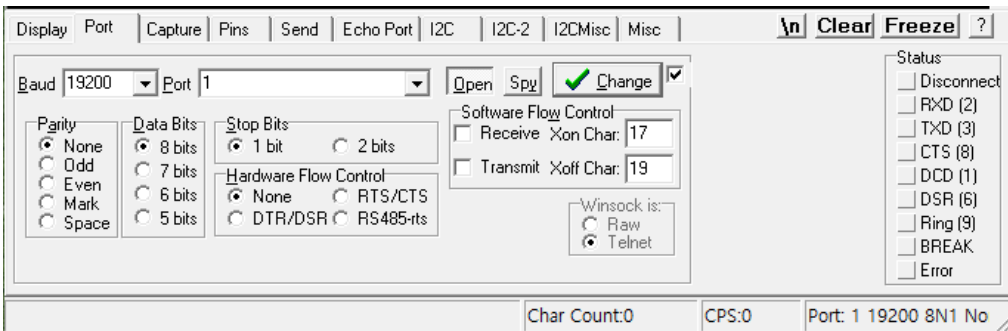 Display Port Capture Pins Send Echo Port I2C I2C-2 I2CMisc Misc \n Clear Freeze ?
Baud 19200 Port 1 Open Spy Change
Parity
None
Odd
Even
Mark
Space
Data Bits
8 bits
7 bits
6 bits
5 bits
Stop Bits
1 bit 2 bits
Hardware Flow Control
None RTS/CTS
DTR/DSR RS485-rts
Software Flow Control
Receive Xon Char: 17
Transmit Xoff Char: 19
Winsock is:
Raw
Telnet
Status
Disconnect
RXD (2)
TXD (3)
CTS (8)
DCD (1)
DSR (6)
Ring (9)
BREAK
Error
Char Count:0 CPS:0 Port: 1 19200 8N1 No